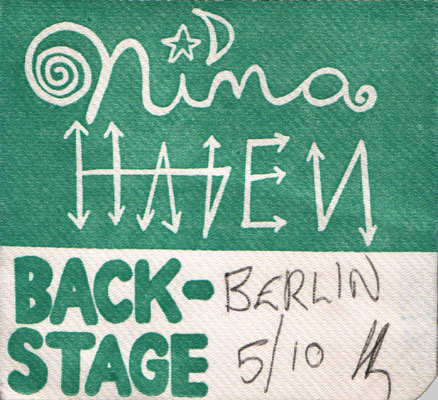 Nina
HAGEN
BACK-
STAGE
BERLIN
5/10